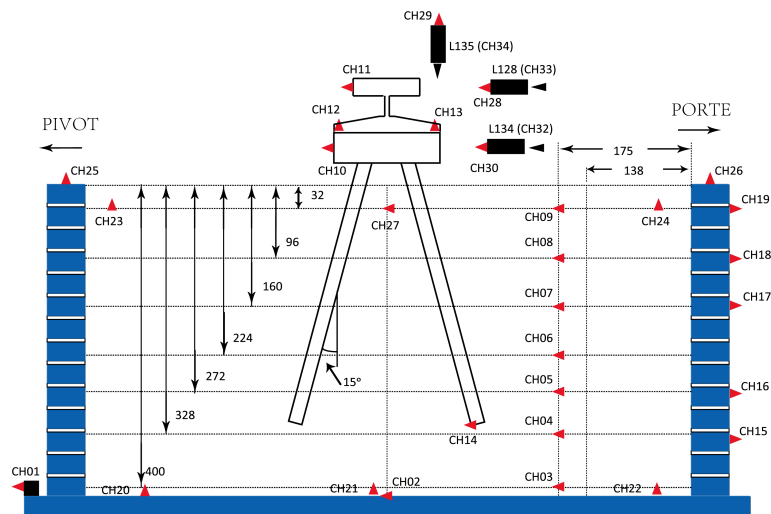 CH29
L135 (CH34)
CH11
L128 (CH33)
CH28
PIVOT
CH12
CH13
L134 (CH32)
PORTE
CH10
CH30
175
CH25
138
CH26
32
CH23
CH27
CH09
CH24
CH19
96
CH08
CH18
160
CH07
CH17
224
CH06
272
15°
CH05
CH16
328
CH14
CH04
CH15
CH01
400
CH20
CH21
CH02
CH03
CH22